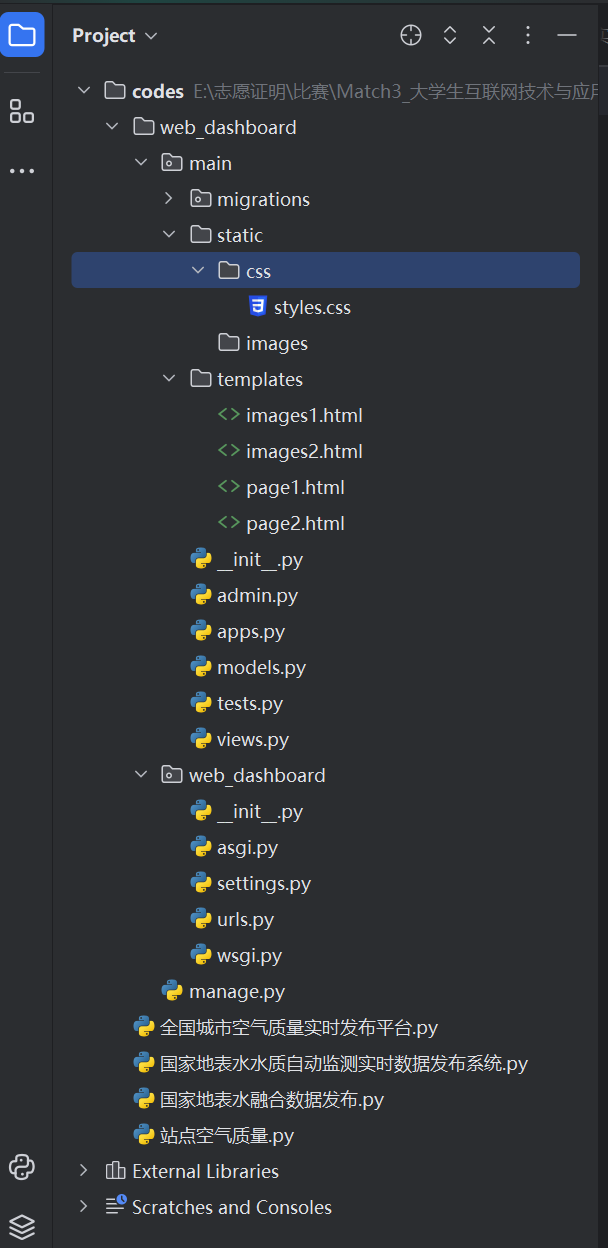 Project
codes E:\志愿证明\比赛\Match3_大学生互联网技术与应用
web_dashboard
main
migrations
static
css
styles.css
images
templates
images1.html
images2.html
page1.html
page2.html
__init__.py
admin.py
apps.py
models.py
tests.py
views.py
web_dashboard
__init__.py
asgi.py
settings.py
urls.py
wsgi.py
manage.py
全国城市空气质量实时发布平台.py
国家地表水水质自动监测实时数据发布系统.py
国家地表水融合数据发布.py
站点空气质量.py
External Libraries
Scratches and Consoles